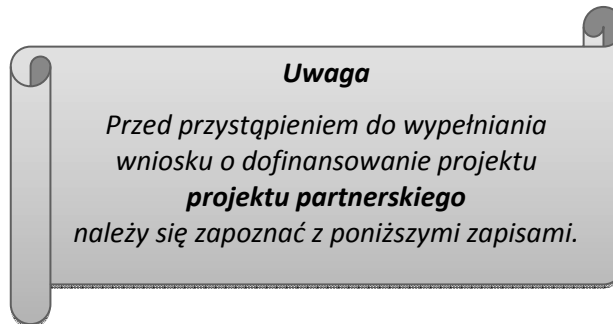 Uwaga
Przed przystąpieniem do wypełniania
wniosku o dofinansowanie projektu
projektu partnerskiego
należy się zapoznać z poniższymi zapisami.